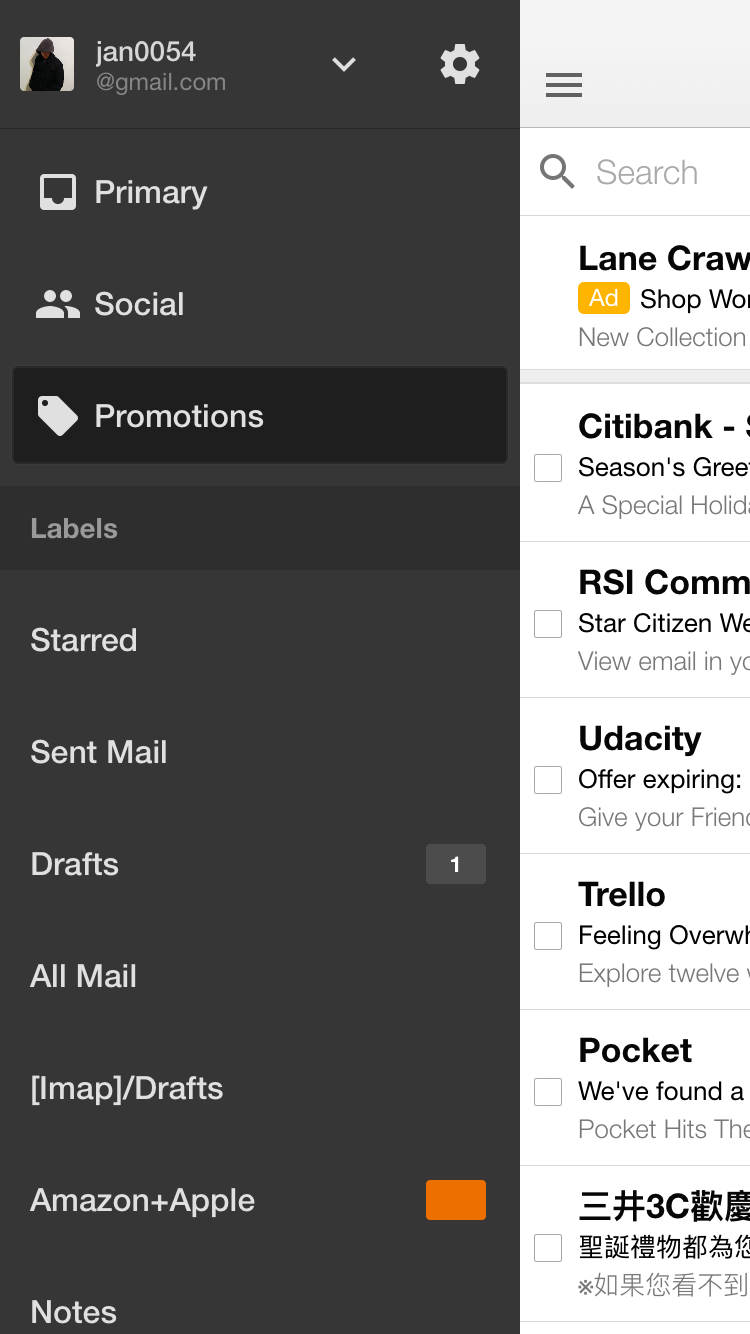 jan0054
@gmail.com
Primary
Social
Promotions
Labels
Starred
Sent Mail
Drafts
1
All Mail
[Imap]/Drafts
Amazon+Apple
Notes
Search
Lane Craw
Ad Shop Wor
New Collection
Citibank - S
Season's Greet
A Special Holida
RSI Comm
Star Citizen We
View email in yo
Udacity
Offer expiring:
Give your Friend
Trello
Feeling Overwh
Explore twelve w
Pocket
We've found a
Pocket Hits The
三井3C歡慶
聖誕禮物都為您
※如果您看不到